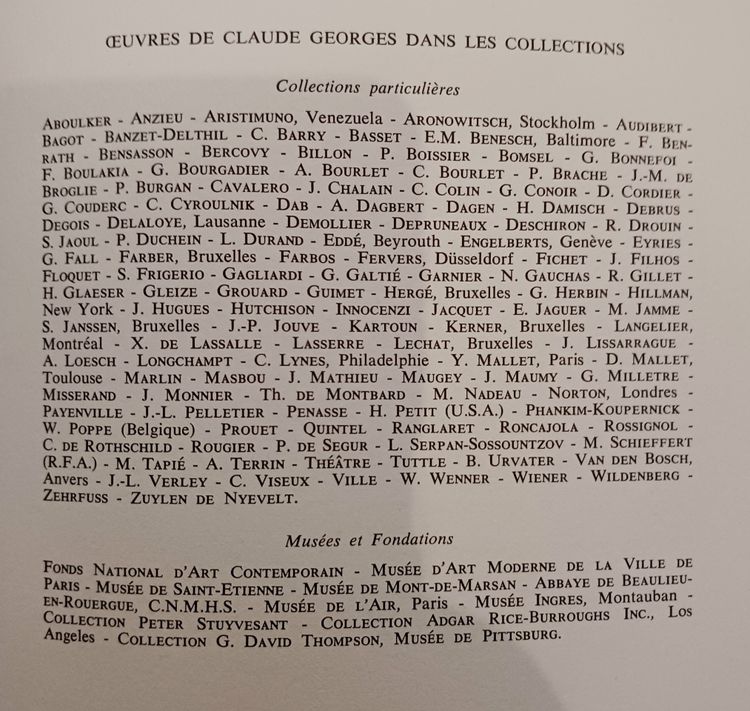 ŒUVRES DE CLAUDE GEORGES DANS LES COLLECTIONS
Collections particulières
ABOULKER - ANZIEU - ARISTIMUNO, Venezuela - ARONOWITSCH, Stockholm - AUDIBERT -
BAGOT - BANZET-DELTHIL - C. BARRY - BASSET - E.M. BENESCH, Baltimore - F. BEN-
RATH - BENSASSON - BERCOVY - BILLON - P. BOISSIER - BOMSEL - G. BONNEFOI -
F. BOULAKIA - G. BOURGADIER - A. BOURLET - C. BOURLET - P. BRACHE - J.-M. DE
BROGLIE - P. BURGAN - CAVALERO - J. CHALAIN - C. COLIN - G. CONOIR - D. CORDIER -
G. COUDERC - C. CYROULNIK - DAB - A. DAGBERT - DAGEN - H. DAMISCH - DEBRUS -
DEGOIS - DELALOYE, Lausanne - DEMOLLIER - DEPRUNEAUX - DESCHIRON - R. DROUIN -
S. JAOUL - P. DUCHEIN - L. DURAND - EDDÉ, Beyrouth - ENGELBERTS, Genève - EYRIES -
G. FALL - FARBER, Bruxelles - FARBOS - FERVERS, Düsseldorf - FICHET - J. FILHOS -
FLOQUET - S. FRIGERIO - GAGLIARDI - G. GALTIÉ - GARNIER - N. GAUCHAS - R. GILLET -
H. GLAESER - GLEIZE - GROUARD - GUIMET - HERGÉ, Bruxelles - G. HERBIN - HILLMAN,
New York - J. HUGUES - HUTCHISON - INNOCENZI - JACQUET - E. JAGUER - M. JAMME -
S. JANSSEN, Bruxelles - J.-P. JOUVE - KARTOUN - KERNER, Bruxelles - LANGELIER,
Montréal - X. DE LASSALLE - LASSERRE - LECHAT, Bruxelles - J. LISSARRAGUE -
A. LOESCH - LONGCHAMPT - C. LYNES, Philadelphie - Y. MALLET, Paris - D. MALLET,
Toulouse - MARLIN - MASBOU - J. MATHIEU - MAUGEY - J. MAUMY - G. MILLETRE -
MISSERAND - J. MONNIER - TH. DE MONTBARD - M. NADEAU - NORTON, Londres -
PAYENVILLE - J.-L. PELLETIER - PENASSE - H. PETIT (U.S.A.) - PHANKIM-KOUPERNICK -
W. POPPE (Belgique) - PROUET - QUINTEL - RANGLARET - RONCAJOLA - ROSSIGNOL -
C. DE ROTHSCHILD - ROUGIER - P. DE SEGUR - L. SERPAN-SOSSOUNTZOV - M. SCHIEFFERT
(R.F.A.) - M. TAPIÉ - A. TERRIN - THÉÂTRE - TUTTLE - B. URVATER - VAN DEN BOSCH,
Anvers - J.-L. VERLEY - C. VISEUX - VILLE - W. WENNER - WIENER - WILDENBERG -
ZEHRFUSS - ZUYLEN DE NYEVELT.
Musées et Fondations
FONDS NATIONAL D'ART CONTEMPORAIN - MUSÉE D'ART MODERNE DE LA VILLE DE
PARIS - MUSÉE DE SAINT-ETIENNE - MUSÉE DE MONT-DE-MARSAN - ABBAYE DE BEAULIEU-
EN-ROUERGUE, C.N.M.H.S. - MUSÉE DE L'AIR, Paris - MUSÉE INGRES, Montauban -
COLLECTION PETER STUYVESANT - COLLECTION ADGAR RICE-BURROUGHS INC., Los
Angeles - COLLECTION G. DAVID THOMPSON, MUSÉE DE PITTSBURG.